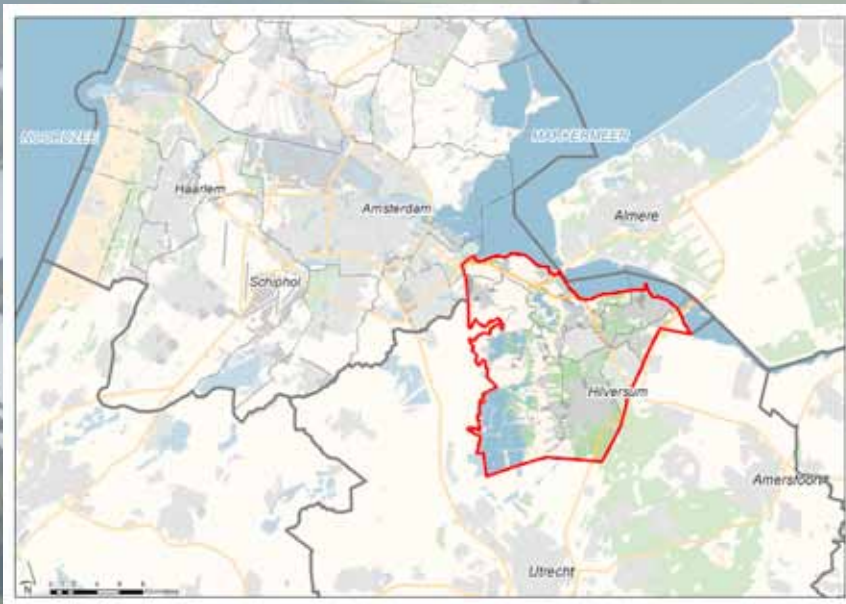 NOORDZEE
MARKERMEER
Haarlem
Amsterdam
Almere
Schiphol
Hilversum
Amersfoort
Utrecht
N